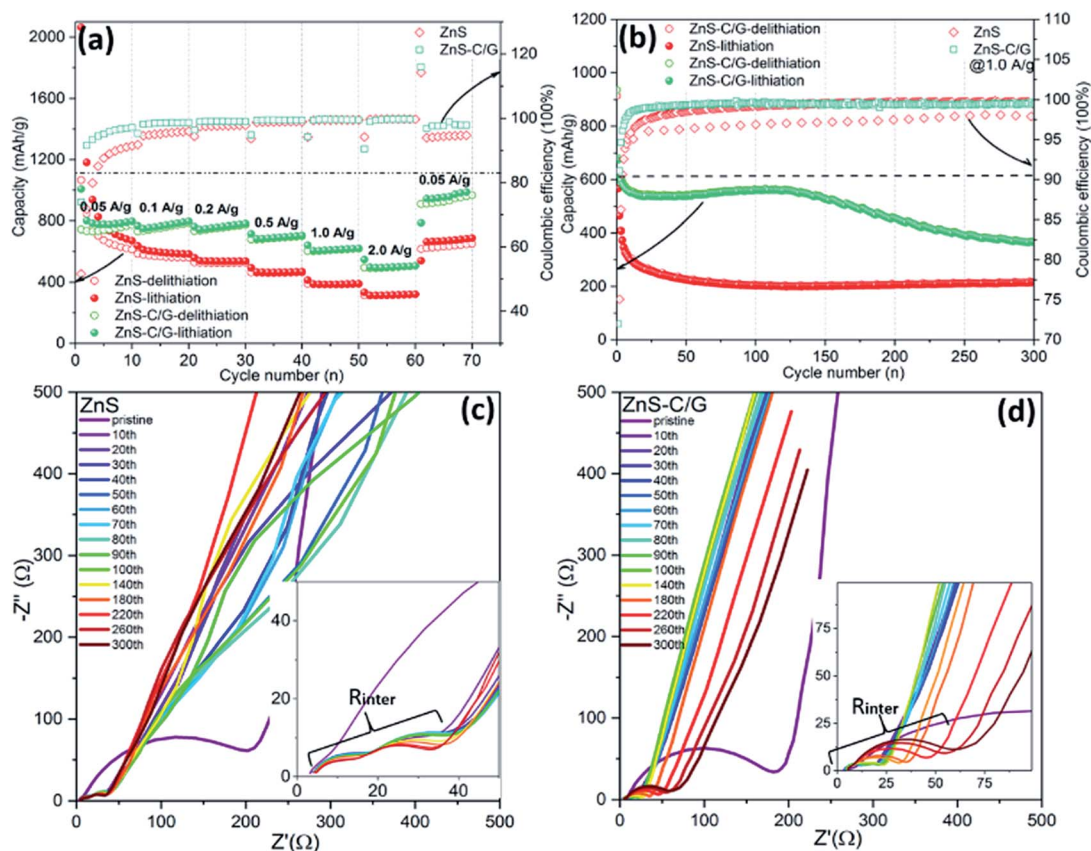 (a)
ZnS
ZnS-C/G
Capacity (mAh/g)
2000
1600
1200
800
400
0
0.05 A/g
0.1 A/g
0.2 A/g
0.5 A/g
1.0 A/g
2.0 A/g
0.05 A/g
ZnS-delithiation
ZnS-lithiation
ZnS-C/G-delithiation
ZnS-C/G-lithiation
0 10 20 30 40 50 60 70
Cycle number (n)
120
100
80
60
40
Coulombic efficiency (100%)
(b)
ZnS-C/G-delithiation
ZnS-lithiation
ZnS-C/G-delithiation
ZnS-C/G-lithiation
ZnS
ZnS-C/G
@1.0 A/g
Capacity (mAh/g)
1200
1000
800
600
400
200
0
0 50 100 150 200 250 300
Cycle number (n)
110
105
100
95
90
85
80
75
70
Coulombic efficiency (100%)
ZnS
(c)
pristine
10th
20th
30th
40th
50th
60th
70th
80th
90th
100th
140th
180th
220th
260th
300th
-Z''(Ω)
500
400
300
200
100
0
0 100 200 300 400 500
Z'(Ω)
Rinter
40
20
0
0 20 40
ZnS-C/G
(d)
pristine
10th
20th
30th
40th
50th
60th
70th
80th
90th
100th
140th
180th
220th
260th
300th
-Z''(Ω)
500
400
300
200
100
0
0 100 200 300 400 500
Z'(Ω)
Rinter
75
50
25
0
0 25 50 75